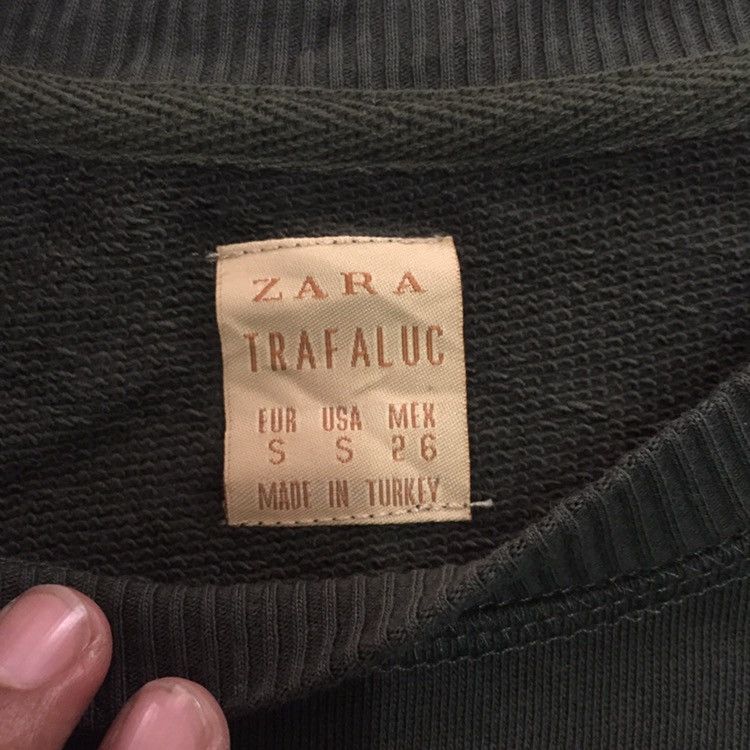 ZARA
TRAFALUC
EUR USA MEX
S S 26
MADE IN TURKEY